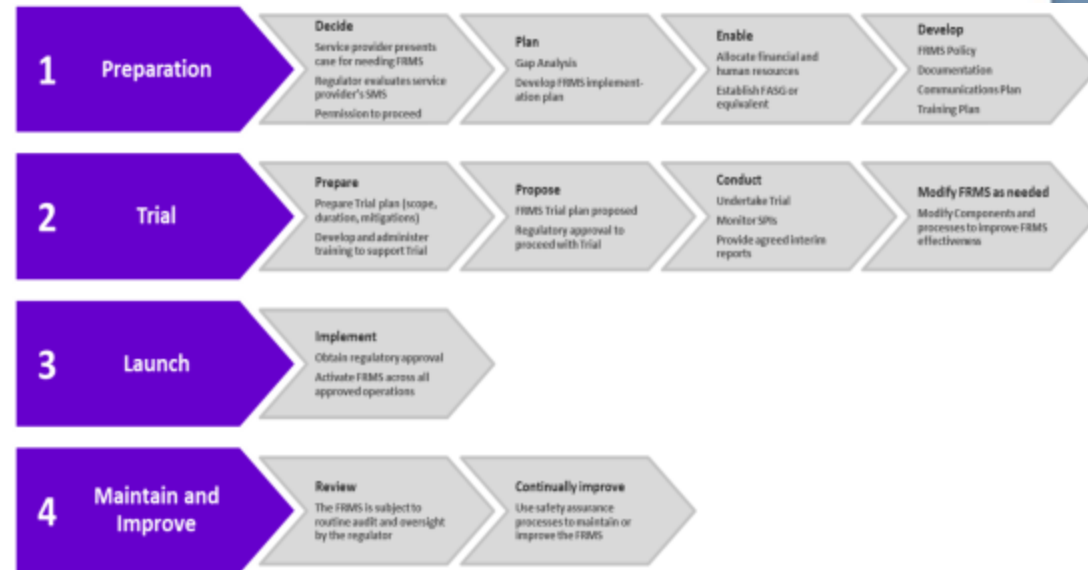 1
Preparation
Decide
Service provider presents
case for needing FRMS
Regulator evaluates service
provider's SMS
Permission to proceed
Plan
Gap Analysis
Develop FRMS implement-
ation plan
Enable
Allocate financial and
human resources
Establish FASG or
equivalent
Develop
FRMS Policy
Documentation
Communications Plan
Training Plan
2
Trial
Prepare
Prepare Trial plan (scope,
duration, mitigations)
Develop and administer
training to support Trial
Propose
FRMS Trial plan proposed
Regulatory approval to
proceed with Trial
Conduct
Undertake Trial
Monitor SPIs
Provide agreed interim
reports
Modify FRMS as needed
Modify Components and
processes to improve FRMS
effectiveness
3
Launch
Implement
Obtain regulatory approval
Activate FRMS across all
approved operations
4
Maintain and
Improve
Review
The FRMS is subject to
routine audit and oversight
by the regulator
Continually improve
Use safety assurance
processes to maintain or
improve the FRMS